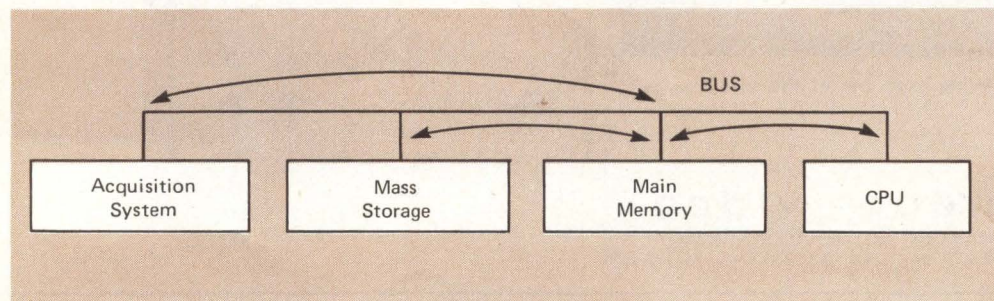 BUS
Acquisition
System
Mass
Storage
Main
Memory
CPU